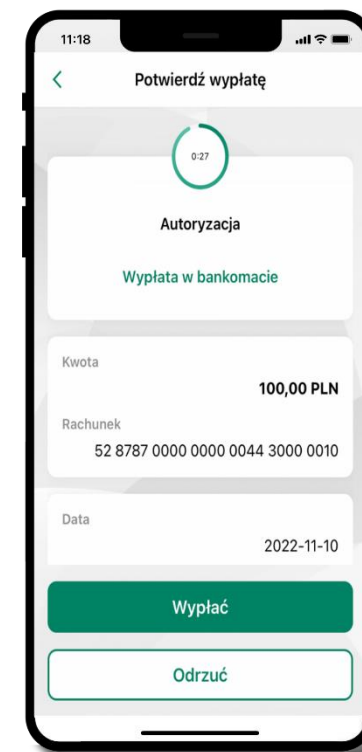 11:18
Potwierdź wypłatę
0:27
Autoryzacja
Wypłata w bankomacie
Kwota
100,00 PLN
Rachunek
52 8787 0000 0000 0044 3000 0010
Data
2022-11-10
Wypłać
Odrzuć